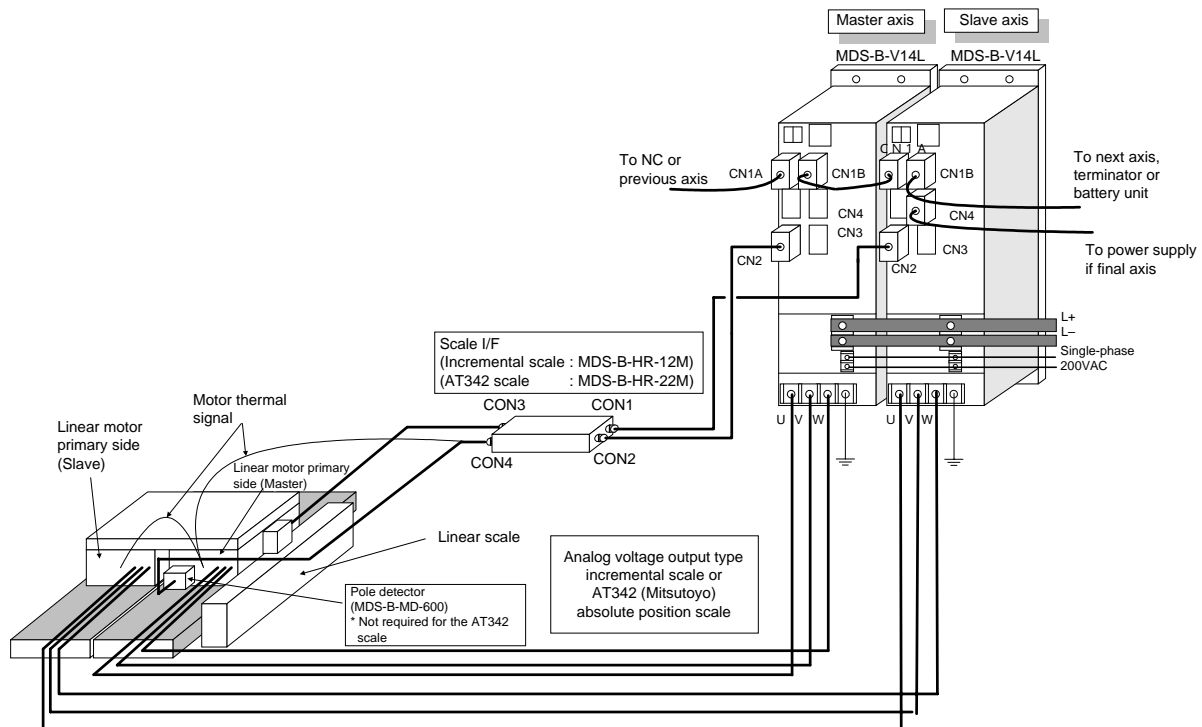 Master axis
Slave axis
MDS-B-V14L
MDS-B-V14L
To NC or
previous axis
CN1A
CN1B
CN1A
CN1B
To next axis,
terminator or
battery unit
CN4
CN4
CN3
CN3
CN2
CN2
To power supply
if final axis
L+
L–
Single-phase
200VAC
Scale I/F
(Incremental scale : MDS-B-HR-12M)
(AT342 scale : MDS-B-HR-22M)
CON3
CON1
CON4
CON2
U V W
U V W
Motor thermal
signal
Linear motor
primary side
(Slave)
Linear motor primary
side (Master)
Linear scale
Pole detector
(MDS-B-MD-600)
* Not required for the AT342
scale
Analog voltage output type
incremental scale or
AT342 (Mitsutoyo)
absolute position scale